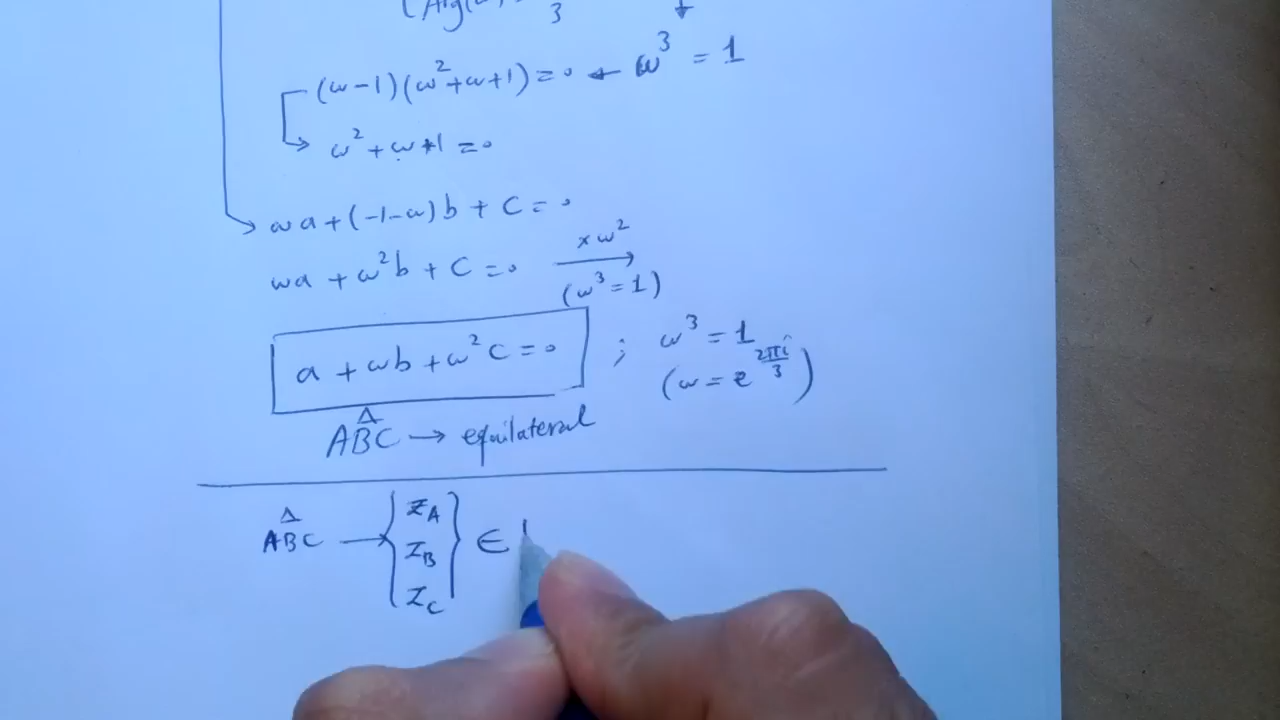 3
(ω-1)(ω²+ω+1)=0 ← ω³ = 1
ω²+ω+1=0
ωa+(-1-ω)b+c=0
ωa+ω²b+c=0 ×ω² → (ω³=1)
a+ωb+ω²c=0 ; ω³=1
(ω=e^{2πi/3})
Δ
ABC → equilateral
Δ
ABC → { Z_A
Z_B } ∈
Z_C